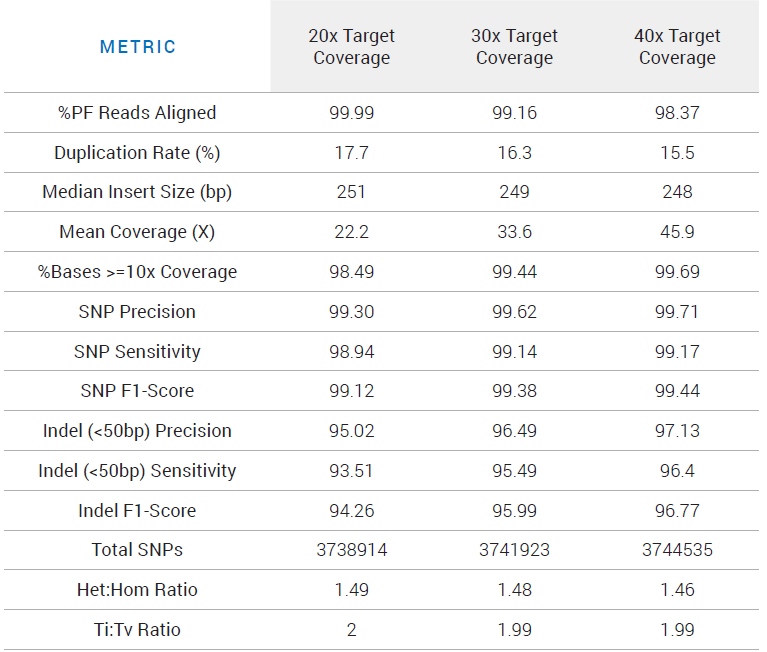 METRIC 20x Target Coverage 30x Target Coverage 40x Target Coverage
%PF Reads Aligned 99.99 99.16 98.37
Duplication Rate (%) 17.7 16.3 15.5
Median Insert Size (bp) 251 249 248
Mean Coverage (X) 22.2 33.6 45.9
%Bases >=10x Coverage 98.49 99.44 99.69
SNP Precision 99.30 99.62 99.71
SNP Sensitivity 98.94 99.14 99.17
SNP F1-Score 99.12 99.38 99.44
Indel (<50bp) Precision 95.02 96.49 97.13
Indel (<50bp) Sensitivity 93.51 95.49 96.4
Indel F1-Score 94.26 95.99 96.77
Total SNPs 3738914 3741923 3744535
Het:Hom Ratio 1.49 1.48 1.46
Ti:Tv Ratio 2 1.99 1.99